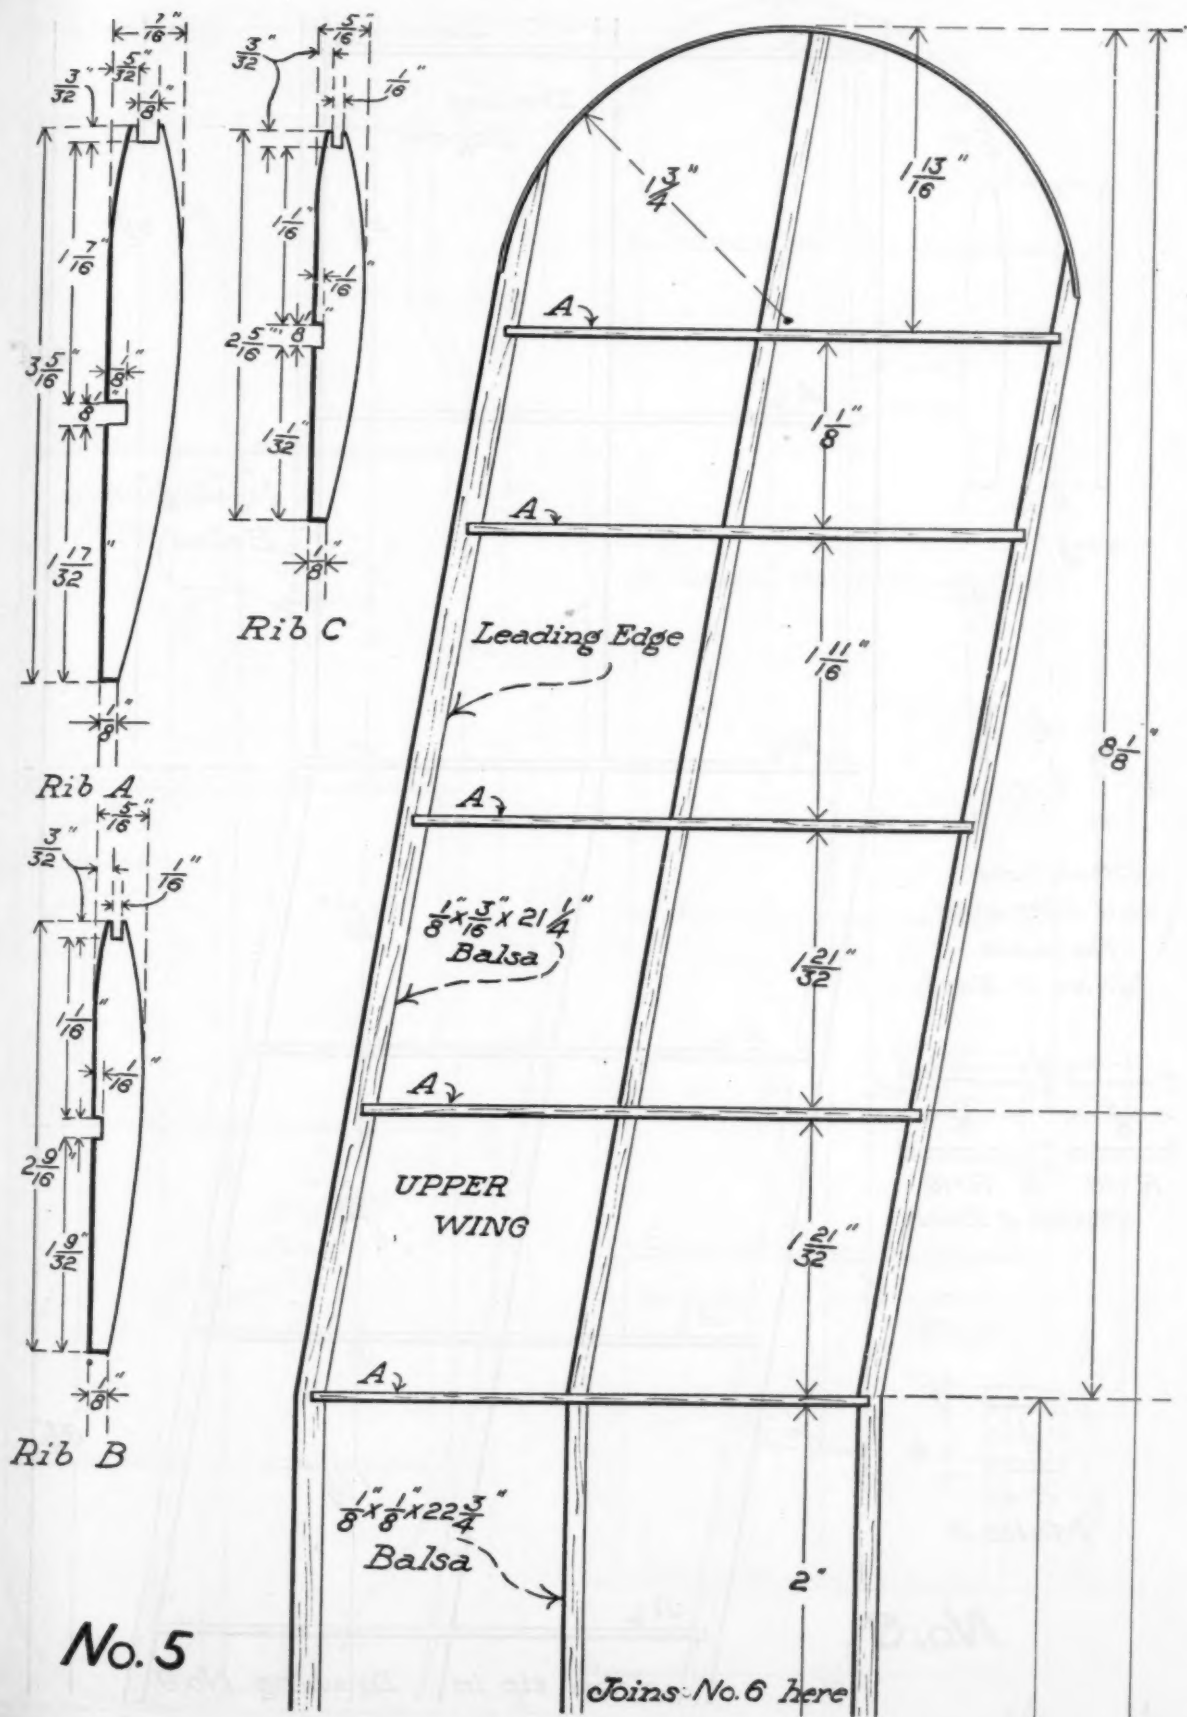 7/16"
5/32"
3/32"
1/8"
1 7/16"
3 5/16"
1/8"
1/8"
1 17/32"
1/8"
Rib A
5/16"
3/32"
1/16"
1 1/16"
1/16"
2 5/16"
1/8"
1 1/32"
1/8"
Rib C
5/16"
3/32"
1/16"
1 1/16"
1/16"
2 9/16"
1 9/32"
1/8"
Rib B
No. 5
1 3/4"
1 13/16"
A
1 1/8"
A
Leading Edge
1 11/16"
8 1/8"
A
1/8" x 3/16" x 21 1/4"
Balsa
1 21/32"
A
UPPER
WING
1 21/32"
A
1/8" x 1/8" x 22 3/4"
Balsa
2"
Joins No. 6 here